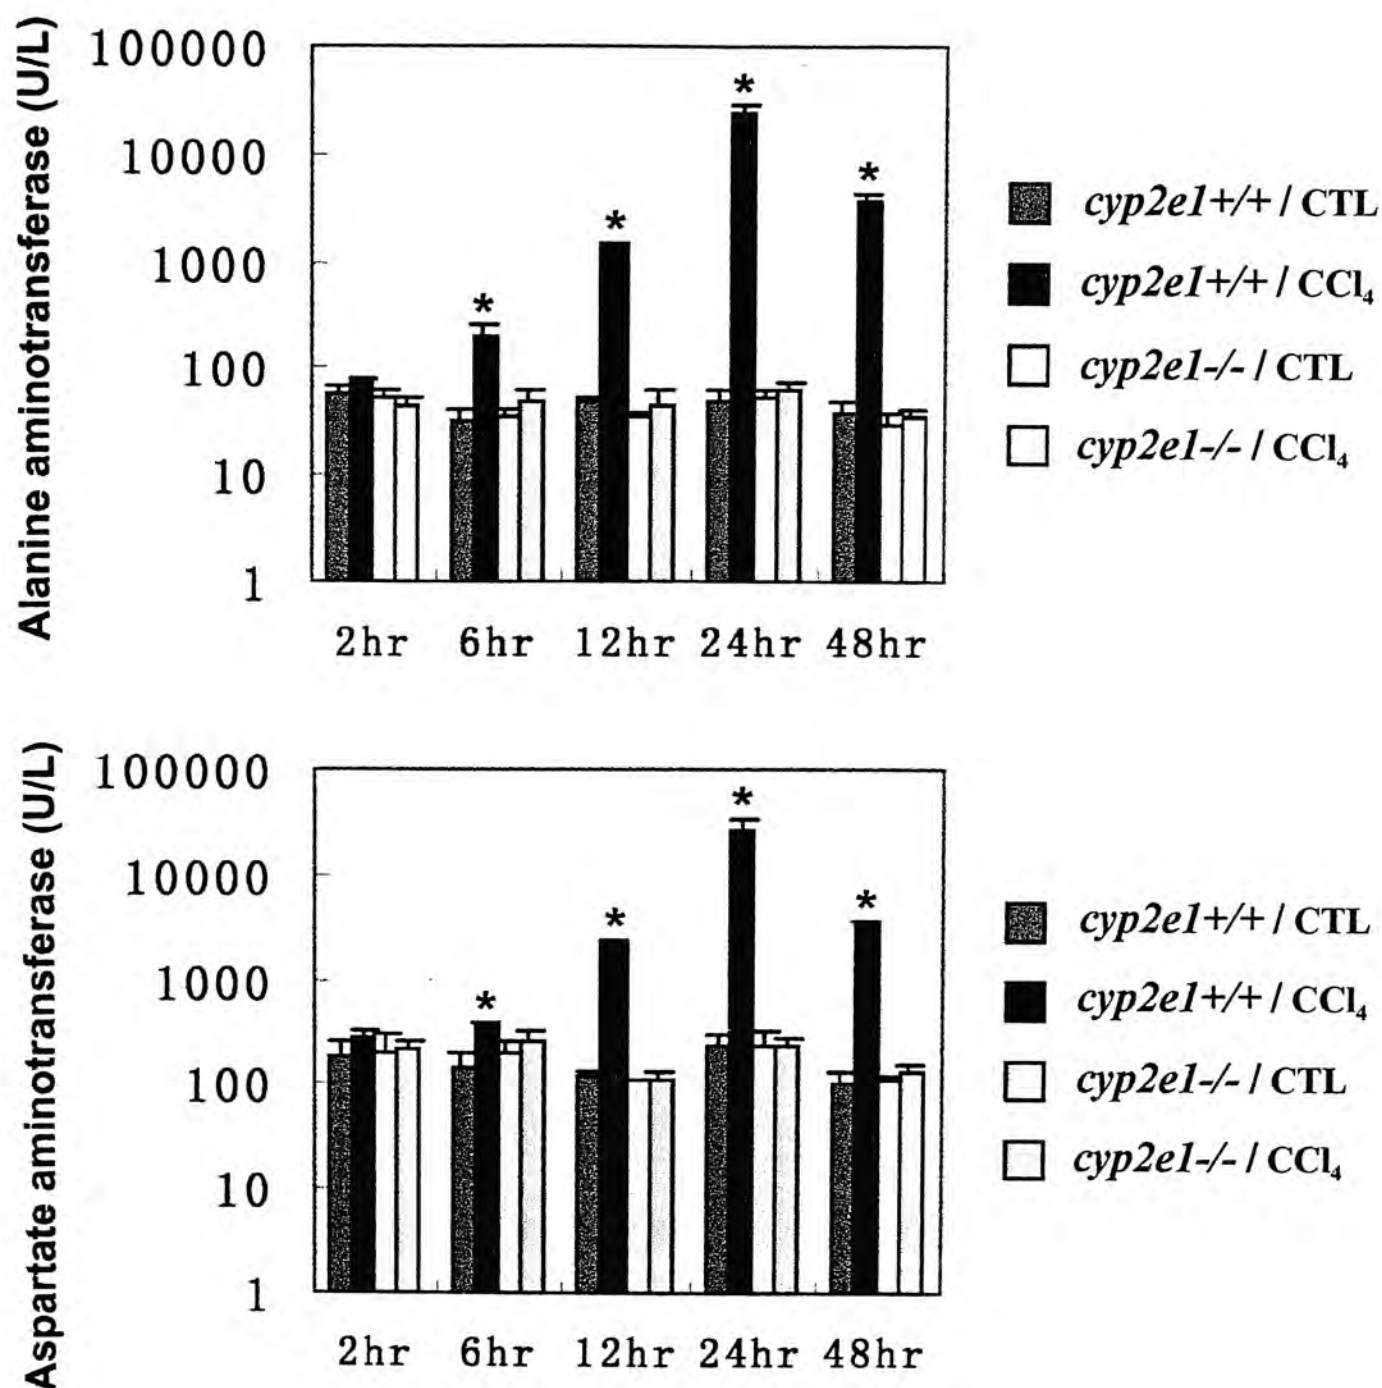 Alanine aminotransferase (U/L)
100000
10000
1000
100
10
1
*
*
*
*
2hr 6hr 12hr 24hr 48hr
cyp2e1+/+ / CTL
cyp2e1+/+ / CCl₄
cyp2e1-/- / CTL
cyp2e1-/- / CCl₄
Aspartate aminotransferase (U/L)
100000
10000
1000
100
10
1
*
*
*
*
2hr 6hr 12hr 24hr 48hr
cyp2e1+/+ / CTL
cyp2e1+/+ / CCl₄
cyp2e1-/- / CTL
cyp2e1-/- / CCl₄